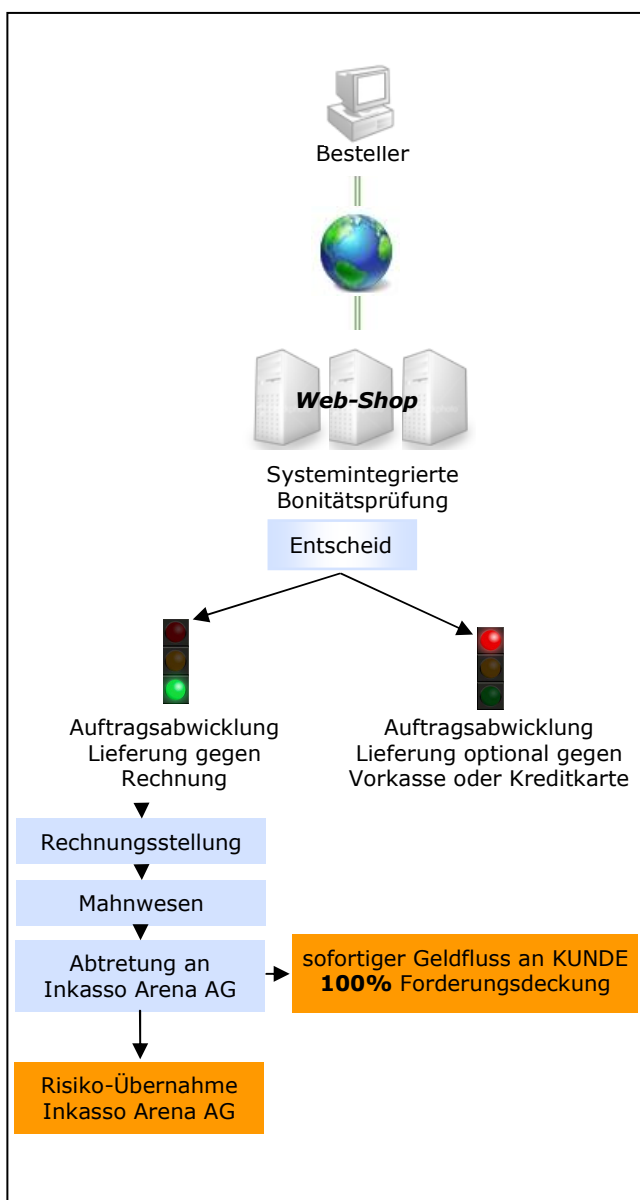 Besteller
Web-Shop
Systemintegrierte
Bonitätsprüfung
Entscheid
Auftragsabwicklung
Lieferung gegen
Rechnung
Auftragsabwicklung
Lieferung optional gegen
Vorkasse oder Kreditkarte
Rechnungsstellung
Mahnwesen
Abtretung an
Inkasso Arena AG
sofortiger Geldfluss an KUNDE
100% Forderungsdeckung
Risiko-Übernahme
Inkasso Arena AG